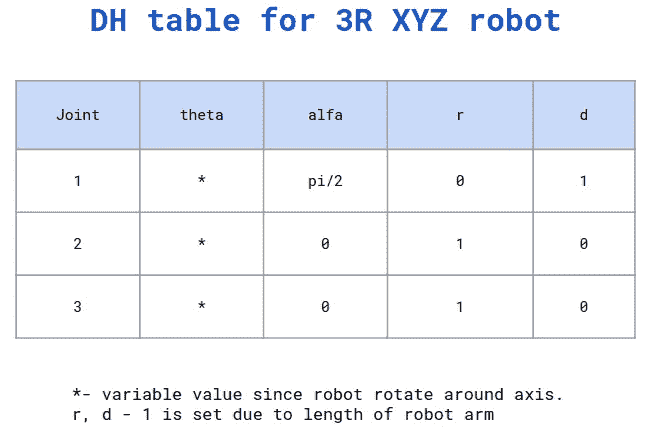 DH table for 3R XYZ robot
Joint theta alfa r d
1 * pi/2 0 1
2 * 0 1 0
3 * 0 1 0
*- variable value since robot rotate around axis.
r, d - 1 is set due to length of robot arm